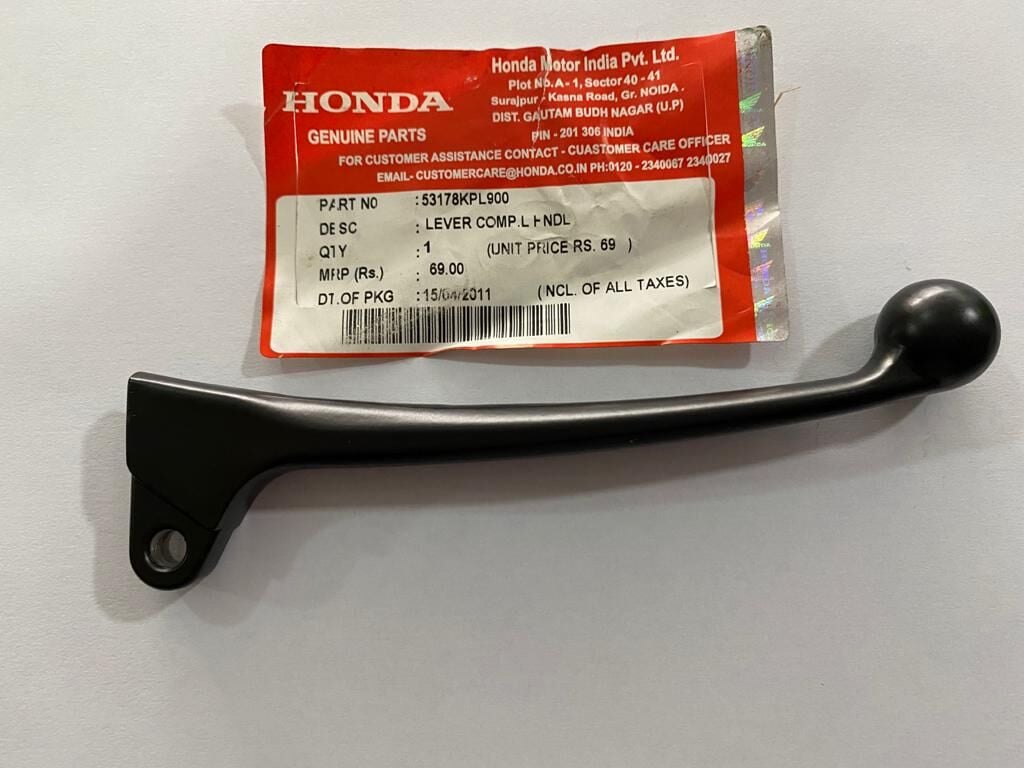 Honda Motor India Pvt. Ltd.
Plot No. A - 1, Sector 40 - 41
Surajpur - Kasna Road, Gr. NOIDA.
DIST. GAUTAM BUDH NAGAR (U.P)
PIN - 201 306 INDIA
HONDA
GENUINE PARTS
FOR CUSTOMER ASSISTANCE CONTACT - CUASTOMER CARE OFFICER
EMAIL- CUSTOMERCARE@HONDA.CO.IN PH:0120 - 2340067 2340027
PART NO : 53178KPL900
DESC : LEVER COMP.L HNDL
QTY : 1 (UNIT PRICE RS. 69 )
MRP (Rs.) : 69.00
DT.OF PKG : 15/04/2011 (INCL. OF ALL TAXES)
HONDA
HONDA